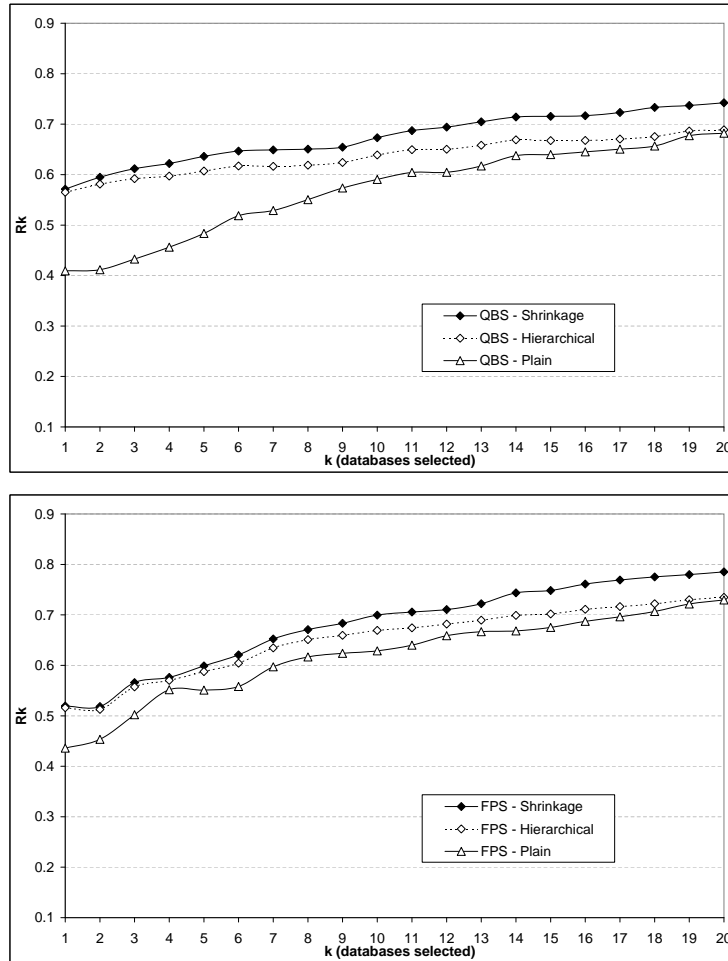 0.9
0.8
0.7
0.6
0.5
0.4
0.3
0.2
0.1
Rk
QBS - Shrinkage
QBS - Hierarchical
QBS - Plain
1 2 3 4 5 6 7 8 9 10 11 12 13 14 15 16 17 18 19 20
k (databases selected)
0.9
0.8
0.7
0.6
0.5
0.4
0.3
0.2
0.1
Rk
FPS - Shrinkage
FPS - Hierarchical
FPS - Plain
1 2 3 4 5 6 7 8 9 10 11 12 13 14 15 16 17 18 19 20
k (databases selected)